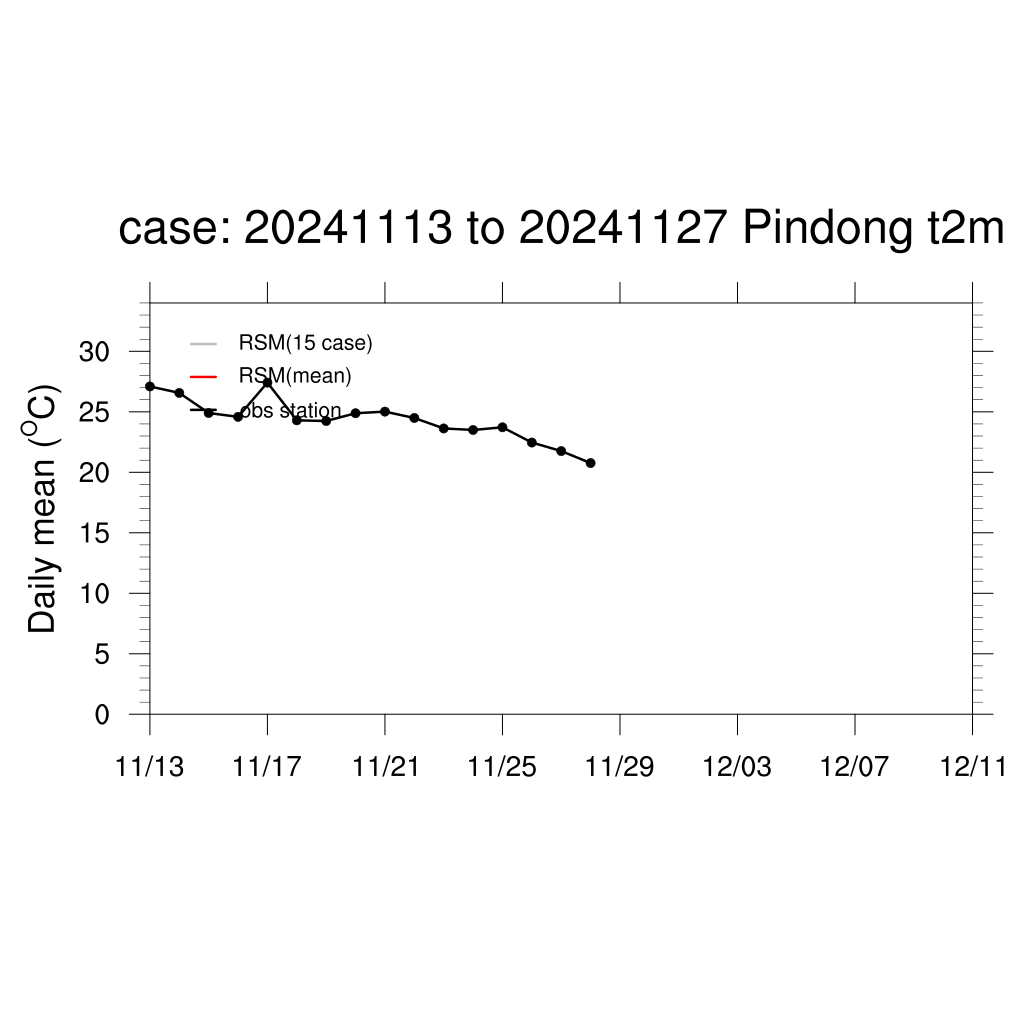 case: 20241113 to 20241127 Pindong t2m
RSM(15 case)
RSM(mean)
obs station
Daily mean (°C)
30
25
20
15
10
5
0
11/13 11/17 11/21 11/25 11/29 12/03 12/07 12/11